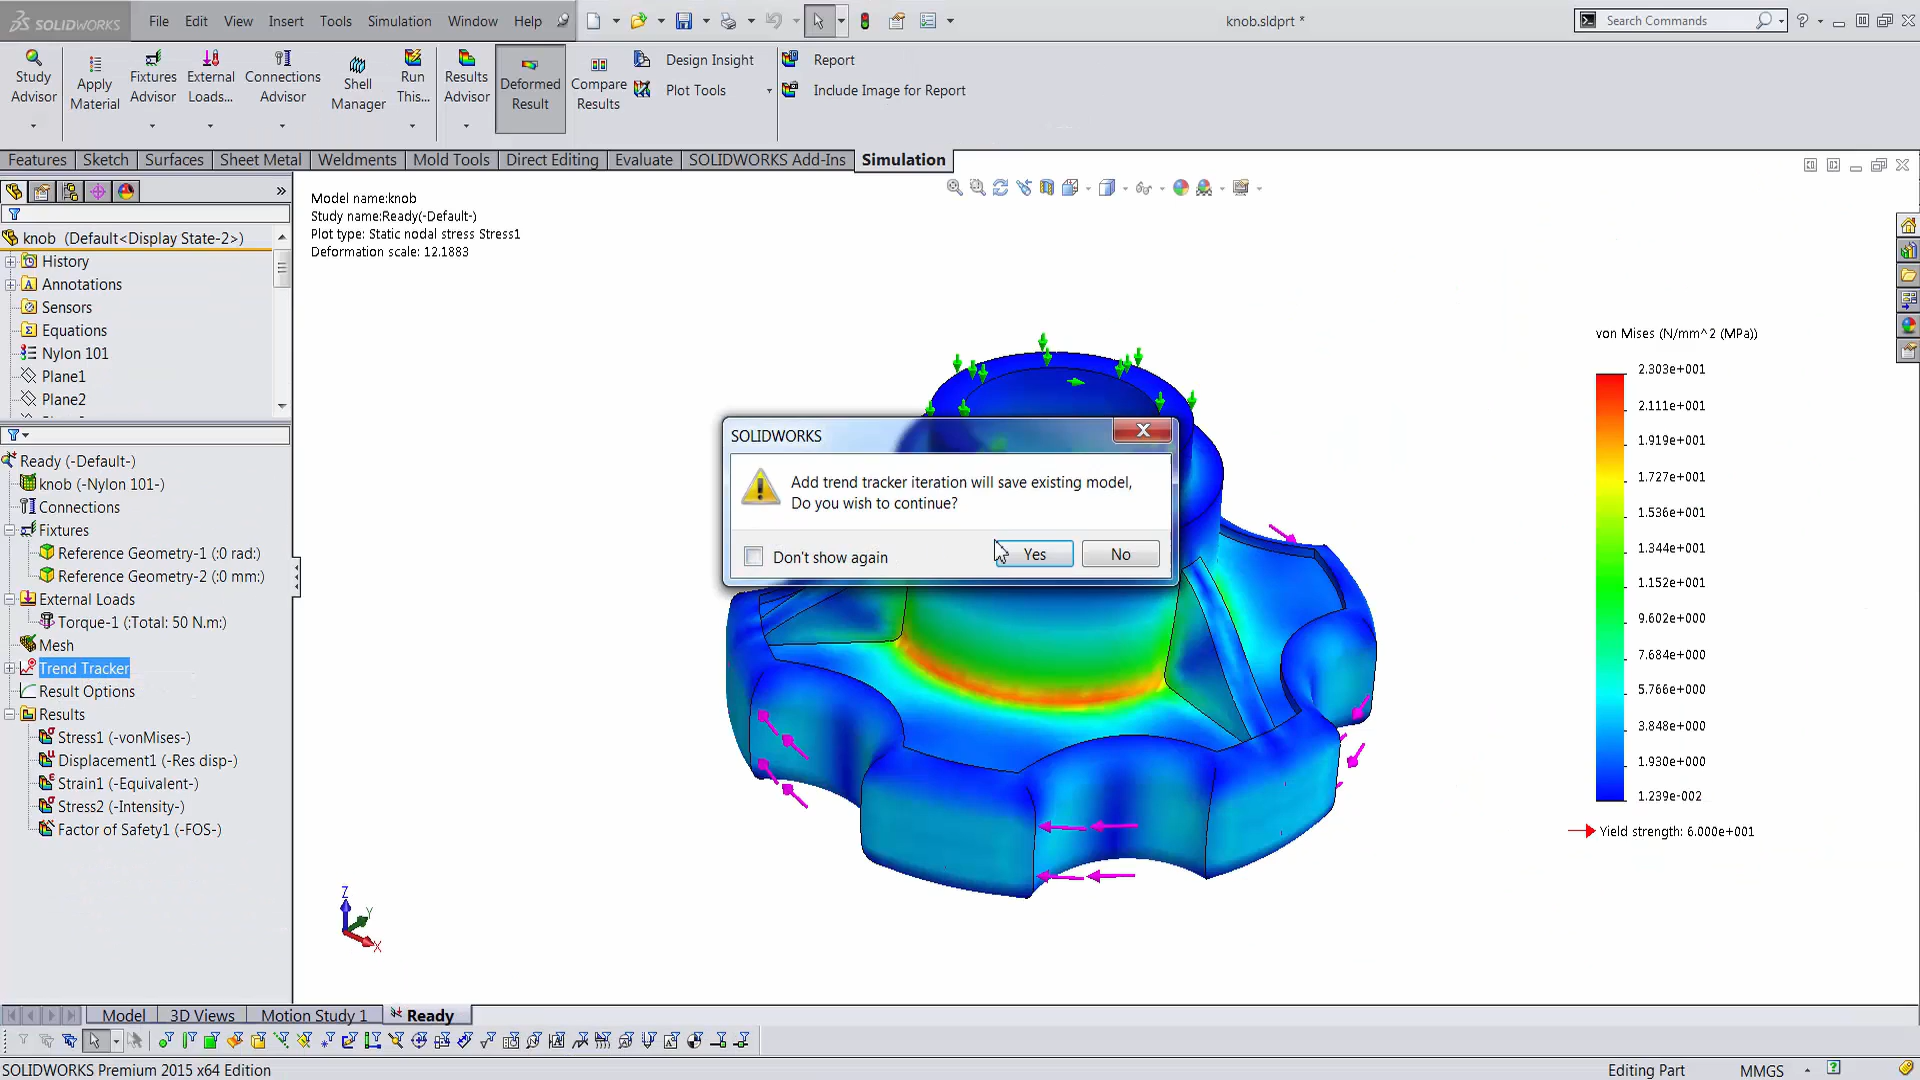 SOLIDWORKS
File Edit View Insert Tools Simulation Window Help
knob.sldprt *
Search Commands
Study Advisor
Apply Material
Fixtures Advisor
External Loads...
Connections Advisor
Shell Manager
Run This...
Results Advisor
Deformed Result
Compare Results
Design Insight
Plot Tools
Report
Include Image for Report
Features Sketch Surfaces Sheet Metal Weldments Mold Tools Direct Editing Evaluate SOLIDWORKS Add-Ins Simulation
knob (Default<Display State-2>)
History
Annotations
Sensors
Equations
Nylon 101
Plane1
Plane2
Ready (-Default-)
knob (-Nylon 101-)
Connections
Fixtures
Reference Geometry-1 (:0 rad:)
Reference Geometry-2 (:0 mm:)
External Loads
Torque-1 (:Total: 50 N.m:)
Mesh
Trend Tracker
Result Options
Results
Stress1 (-vonMises-)
Displacement1 (-Res disp-)
Strain1 (-Equivalent-)
Stress2 (-Intensity-)
Factor of Safety1 (-FOS-)
Model name:knob
Study name:Ready(-Default-)
Plot type: Static nodal stress Stress1
Deformation scale: 12.1883
SOLIDWORKS
Add trend tracker iteration will save existing model,
Do you wish to continue?
Don't show again
Yes
No
von Mises (N/mm^2 (MPa))
2.303e+001
2.111e+001
1.919e+001
1.727e+001
1.536e+001
1.344e+001
1.152e+001
9.602e+000
7.684e+000
5.766e+000
3.848e+000
1.930e+000
1.239e-002
Yield strength: 6.000e+001
Z
Y
X
Model 3D Views Motion Study 1 Ready
SOLIDWORKS Premium 2015 x64 Edition
Editing Part
MMGS